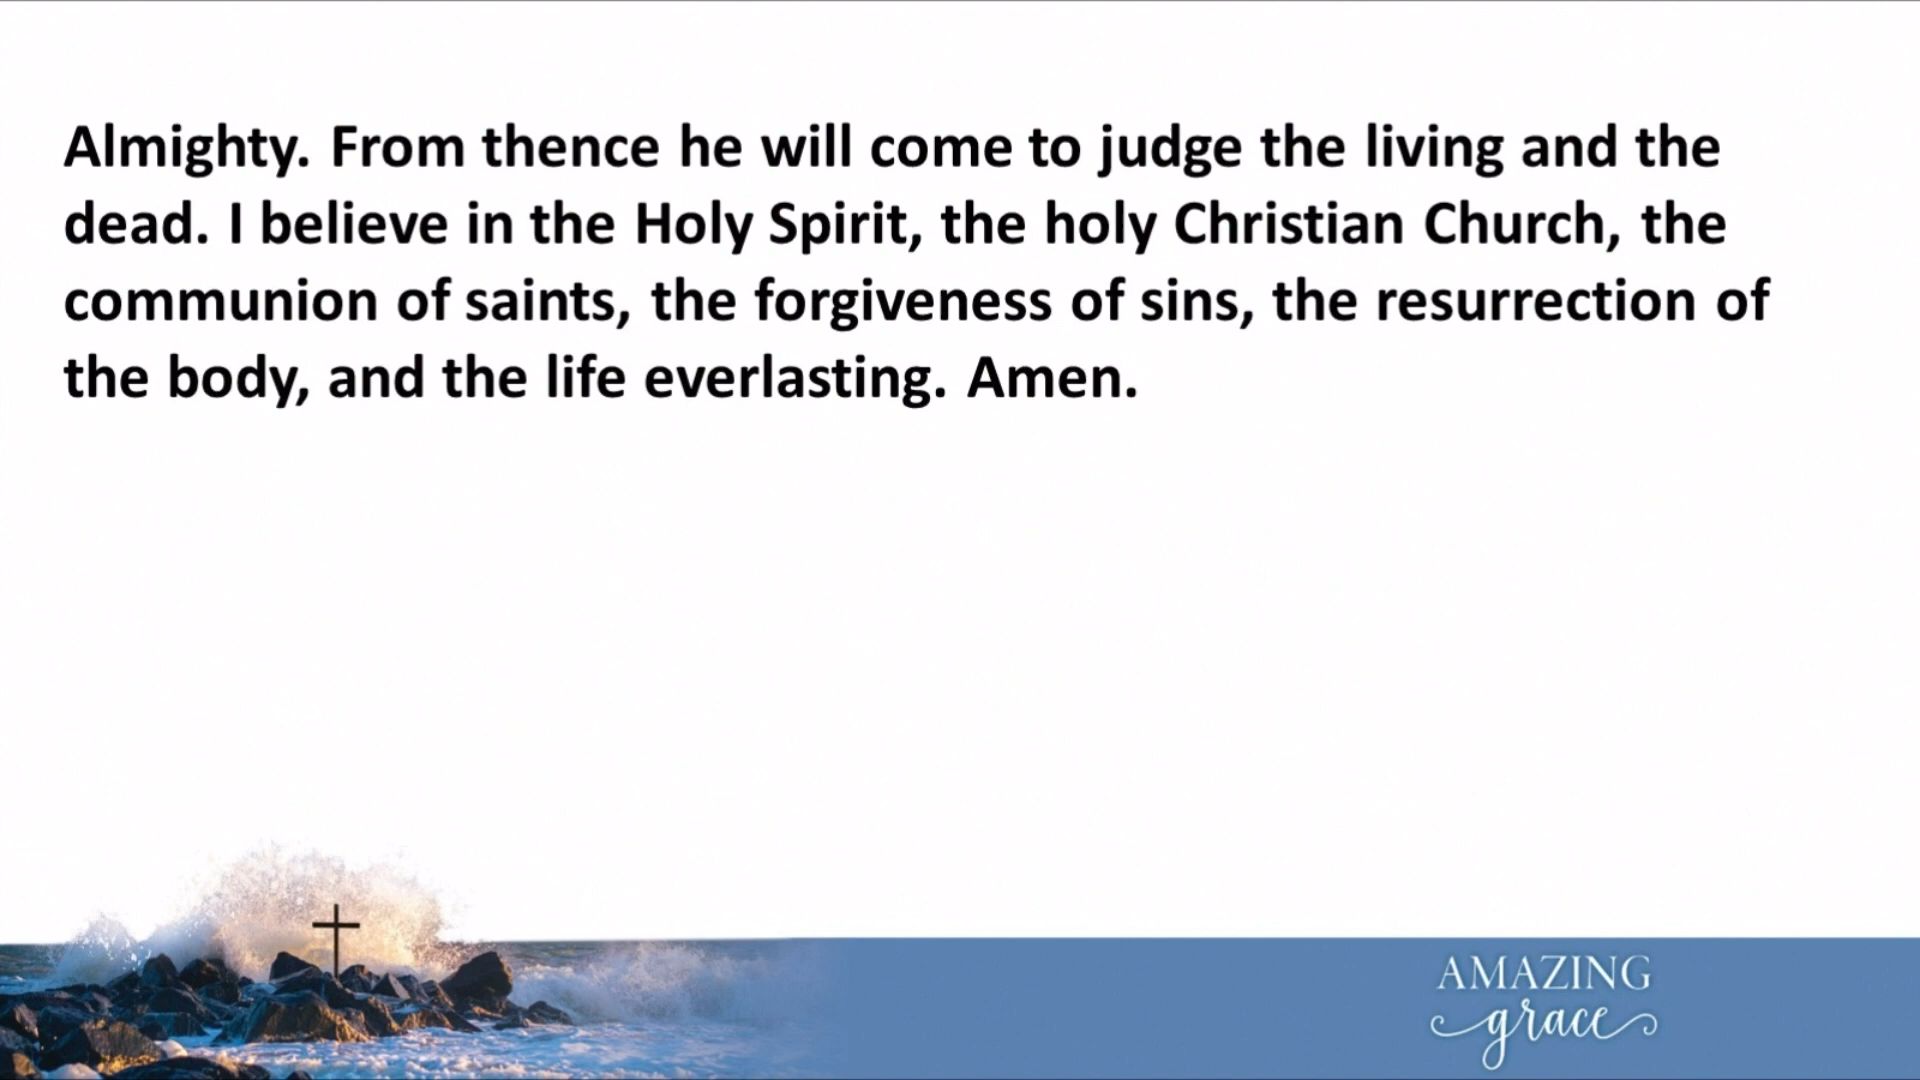 Almighty. From thence he will come to judge the living and the
dead. I believe in the Holy Spirit, the holy Christian Church, the
communion of saints, the forgiveness of sins, the resurrection of
the body, and the life everlasting. Amen.
AMAZING
grace